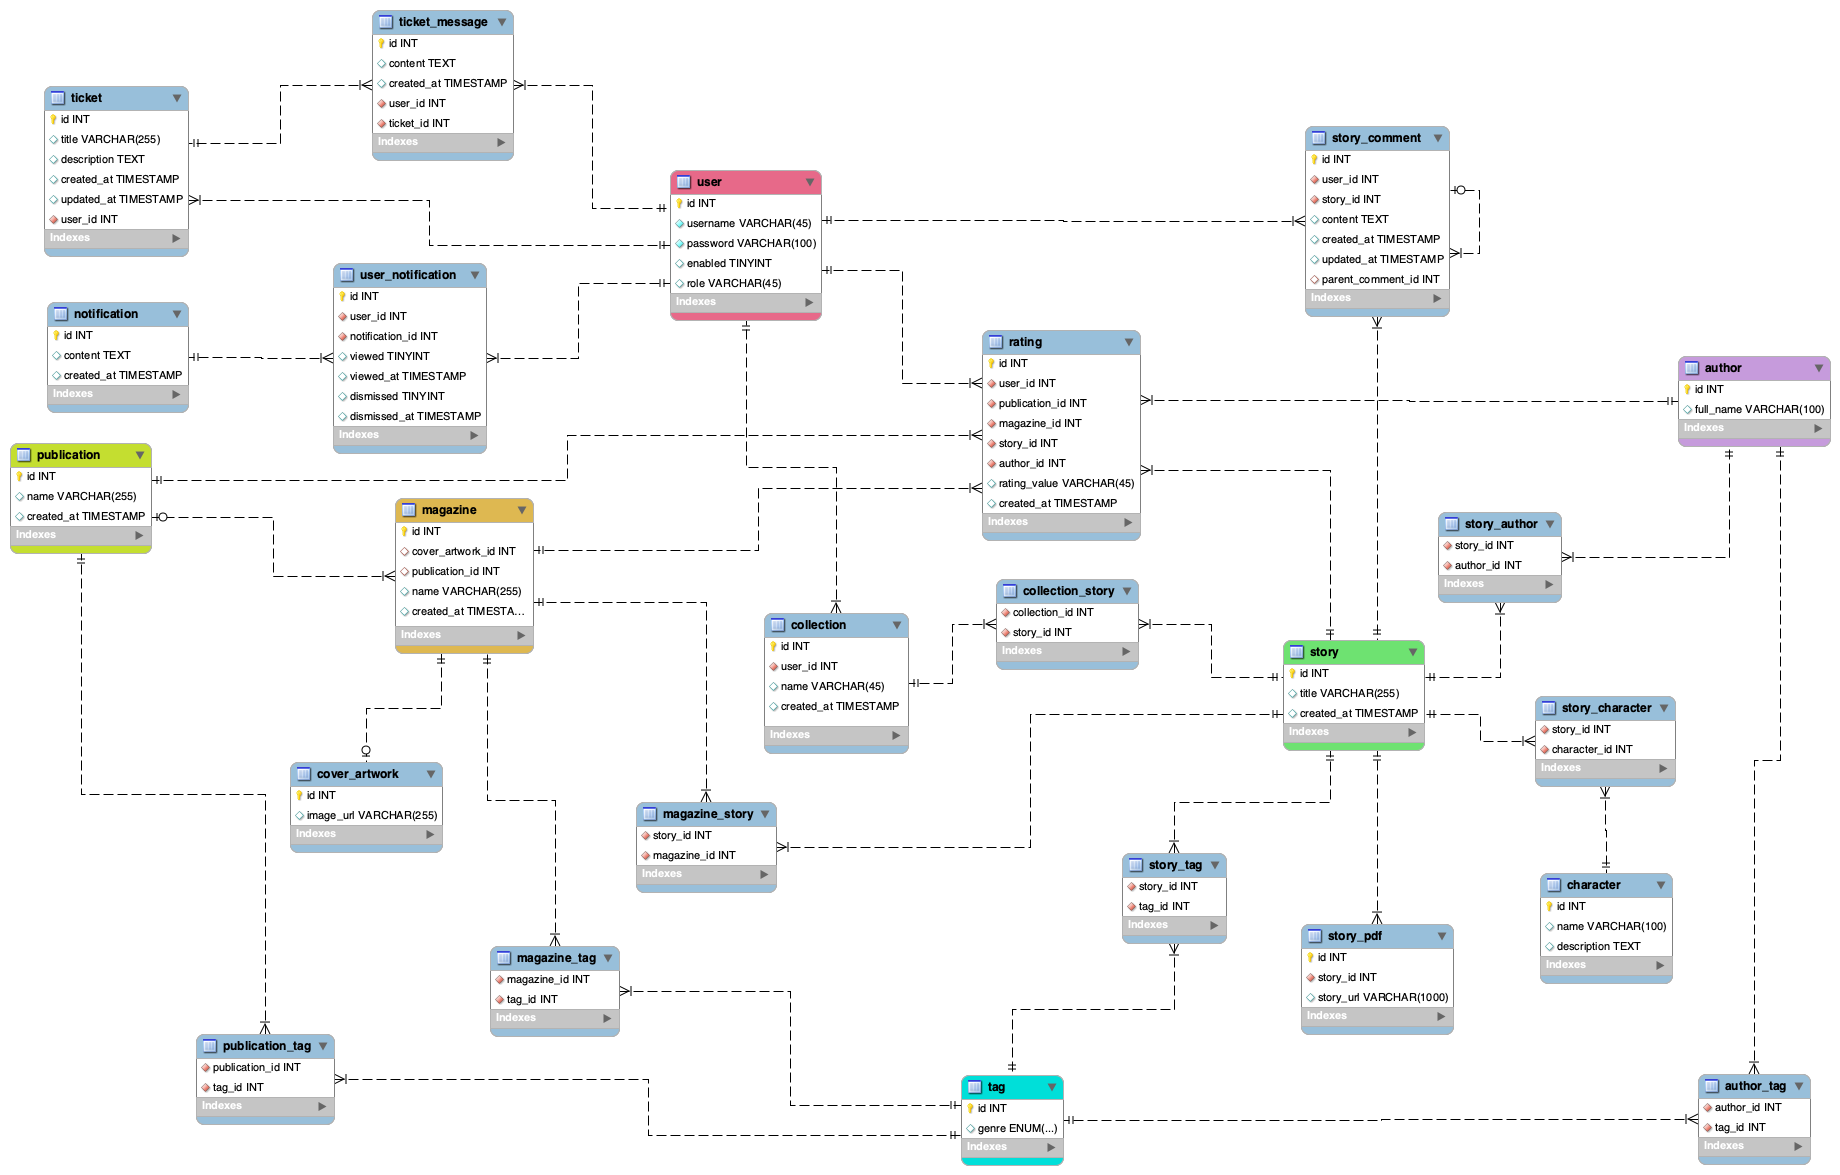 ticket_message
id INT
content TEXT
created_at TIMESTAMP
user_id INT
ticket_id INT
Indexes
ticket
id INT
title VARCHAR(255)
description TEXT
created_at TIMESTAMP
updated_at TIMESTAMP
user_id INT
Indexes
user
id INT
username VARCHAR(45)
password VARCHAR(100)
enabled TINYINT
role VARCHAR(45)
Indexes
story_comment
id INT
user_id INT
story_id INT
content TEXT
created_at TIMESTAMP
updated_at TIMESTAMP
parent_comment_id INT
Indexes
user_notification
id INT
user_id INT
notification_id INT
viewed TINYINT
viewed_at TIMESTAMP
dismissed TINYINT
dismissed_at TIMESTAMP
Indexes
notification
id INT
content TEXT
created_at TIMESTAMP
Indexes
rating
id INT
user_id INT
publication_id INT
magazine_id INT
story_id INT
author_id INT
rating_value VARCHAR(45)
created_at TIMESTAMP
Indexes
author
id INT
full_name VARCHAR(100)
Indexes
publication
id INT
name VARCHAR(255)
created_at TIMESTAMP
Indexes
magazine
id INT
cover_artwork_id INT
publication_id INT
name VARCHAR(255)
created_at TIMESTA...
Indexes
story_author
story_id INT
author_id INT
Indexes
collection_story
collection_id INT
story_id INT
Indexes
collection
id INT
user_id INT
name VARCHAR(45)
created_at TIMESTAMP
Indexes
story
id INT
title VARCHAR(255)
created_at TIMESTAMP
Indexes
story_character
story_id INT
character_id INT
Indexes
cover_artwork
id INT
image_url VARCHAR(255)
Indexes
magazine_story
story_id INT
magazine_id INT
Indexes
story_tag
story_id INT
tag_id INT
Indexes
character
id INT
name VARCHAR(100)
description TEXT
Indexes
story_pdf
id INT
story_id INT
story_url VARCHAR(1000)
Indexes
magazine_tag
magazine_id INT
tag_id INT
Indexes
publication_tag
publication_id INT
tag_id INT
Indexes
tag
id INT
genre ENUM(...)
Indexes
author_tag
author_id INT
tag_id INT
Indexes